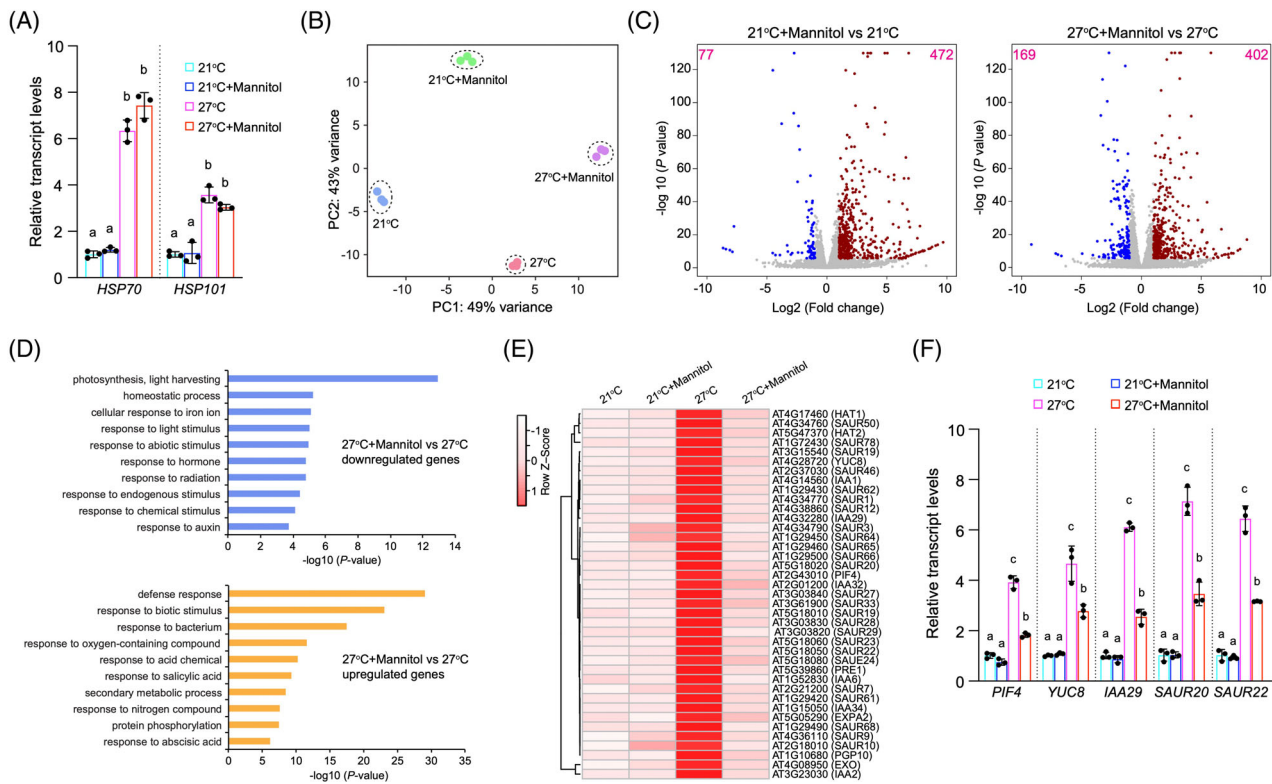 (A)
Relative transcript levels
10
8
6
4
2
0
21°C
21°C+Mannitol
27°C
27°C+Mannitol
a
a
b
b
a
a
b
b
HSP70
HSP101
(B)
PC2: 43% variance
10
5
0
-5
-10
21°C+Mannitol
27°C+Mannitol
21°C
27°C
-10
-5
0
5
10
PC1: 49% variance
(C)
21°C+Mannitol vs 21°C
77
472
-log 10 (P value)
120
100
80
60
40
20
0
-10
-5
0
5
10
Log2 (Fold change)
27°C+Mannitol vs 27°C
169
402
-log 10 (P value)
120
100
80
60
40
20
0
-10
-5
0
5
10
Log2 (Fold change)
(D)
photosynthesis, light harvesting
homeostatic process
cellular response to iron ion
response to light stimulus
response to abiotic stimulus
response to hormone
response to radiation
response to endogenous stimulus
response to chemical stimulus
response to auxin
27°C+Mannitol vs 27°C
downregulated genes
0 2 4 6 8 10 12 14
-log10 (P-value)
defense response
response to biotic stimulus
response to bacterium
response to oxygen-containing compound
response to acid chemical
response to salicylic acid
secondary metabolic process
response to nitrogen compound
protein phosphorylation
response to abscisic acid
27°C+Mannitol vs 27°C
upregulated genes
0 5 10 15 20 25 30 35
-log10 (P-value)
(E)
21°C
21°C+Mannitol
27°C
27°C+Mannitol
-1
0
1
Row Z-Score
AT4G17460 (HAT1)
AT4G34760 (SAUR50)
AT5G47370 (HAT2)
AT1G72430 (SAUR78)
AT3G15540 (SAUR19)
AT4G28720 (YUC8)
AT2G37030 (SAUR46)
AT4G14560 (IAA1)
AT1G29430 (SAUR62)
AT4G34770 (SAUR1)
AT4G38860 (SAUR12)
AT4G32280 (IAA29)
AT4G34790 (SAUR3)
AT1G29450 (SAUR64)
AT1G29460 (SAUR65)
AT1G29500 (SAUR66)
AT5G18020 (SAUR20)
AT2G43010 (PIF4)
AT2G01200 (IAA32)
AT3G03840 (SAUR27)
AT3G61900 (SAUR33)
AT5G18010 (SAUR19)
AT3G03830 (SAUR28)
AT3G03820 (SAUR29)
AT5G18060 (SAUR23)
AT5G18050 (SAUR22)
AT5G18080 (SAUE24)
AT5G39860 (PRE1)
AT1G52830 (IAA6)
AT2G21200 (SAUR7)
AT1G29420 (SAUR61)
AT1G15050 (IAA34)
AT5G05290 (EXPA2)
AT1G29490 (SAUR68)
AT4G36110 (SAUR9)
AT2G18010 (SAUR10)
AT1G10680 (PGP10)
AT4G08950 (EXO)
AT3G23030 (IAA2)
(F)
21°C
21°C+Mannitol
27°C
27°C+Mannitol
Relative transcript levels
10
8
6
4
2
0
a
a
c
b
a
a
c
b
a
a
c
b
a
a
c
b
a
a
c
b
PIF4
YUC8
IAA29
SAUR20
SAUR22